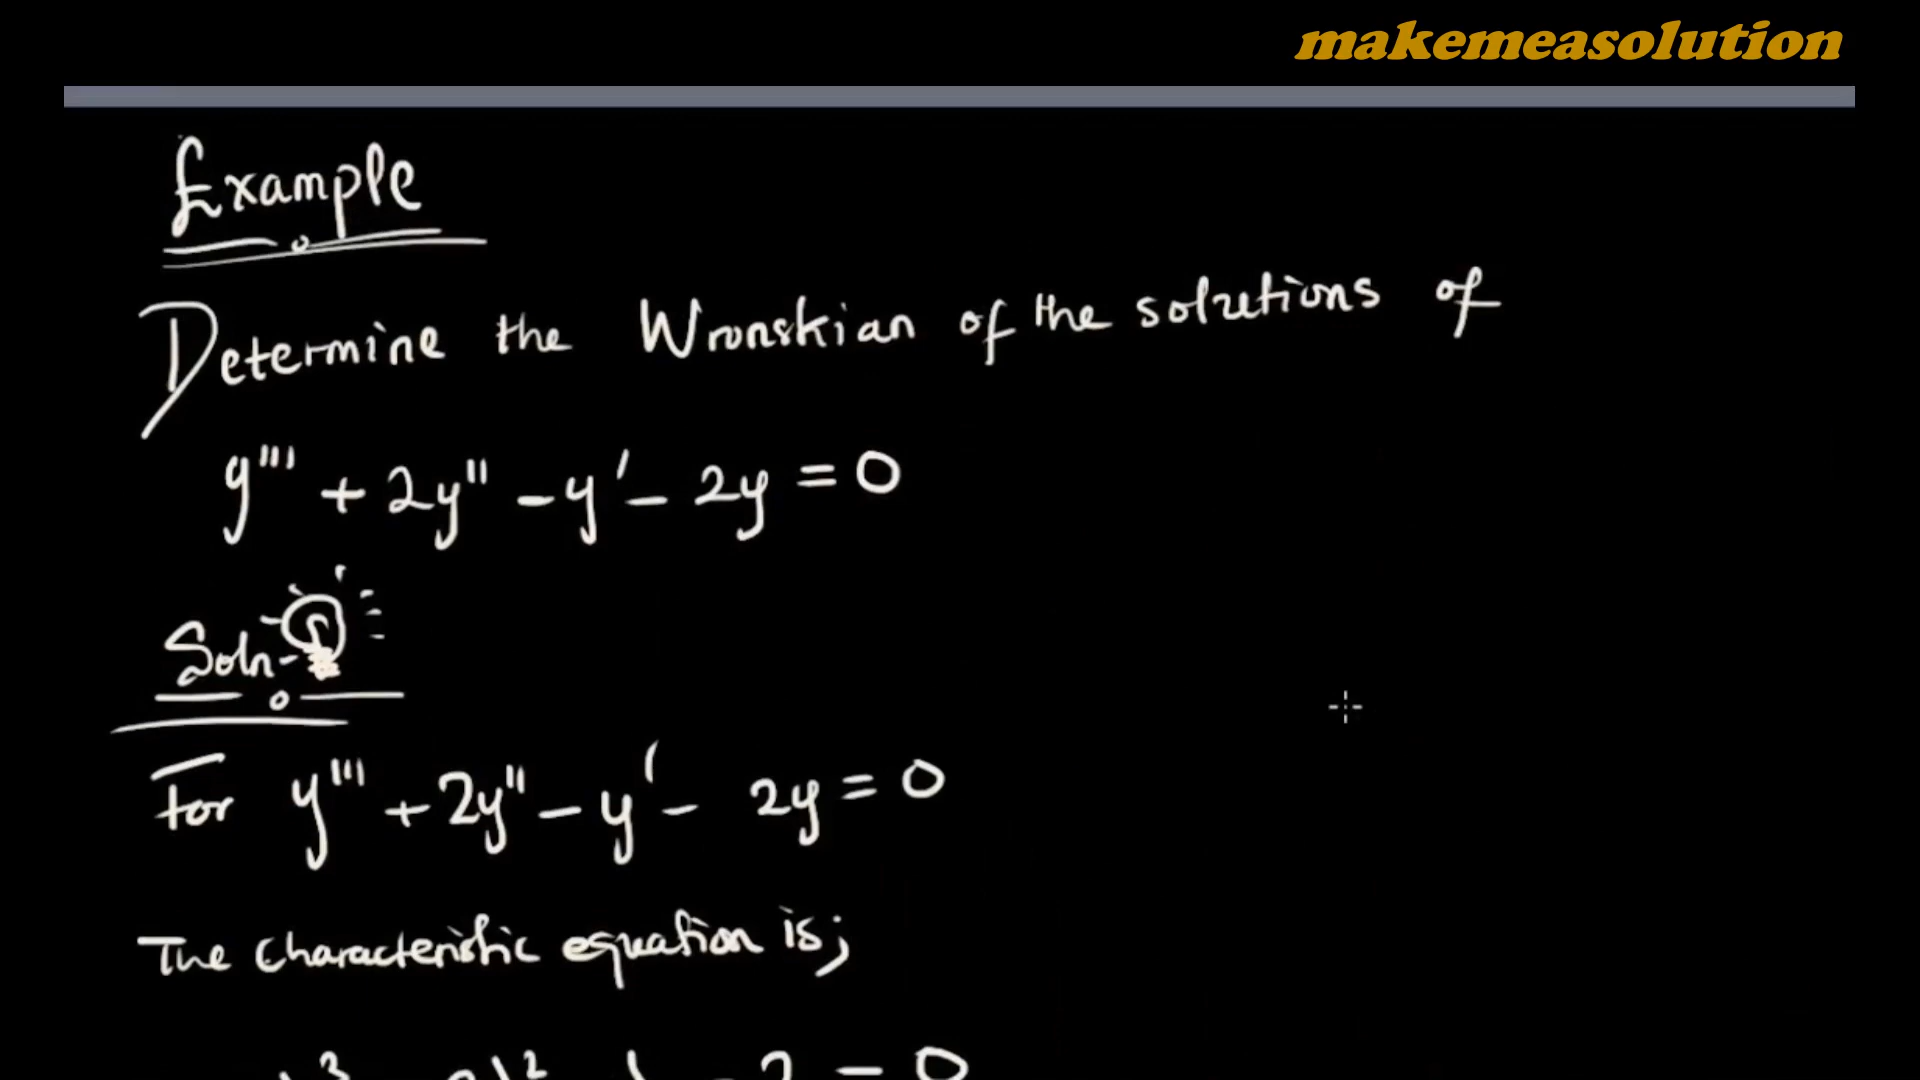 makemeasolution
Example
Determine the Wronskian of the solutions of
y''' + 2y'' - y' - 2y = 0
Soln
For y''' + 2y'' - y' - 2y = 0
The characteristic equation is;